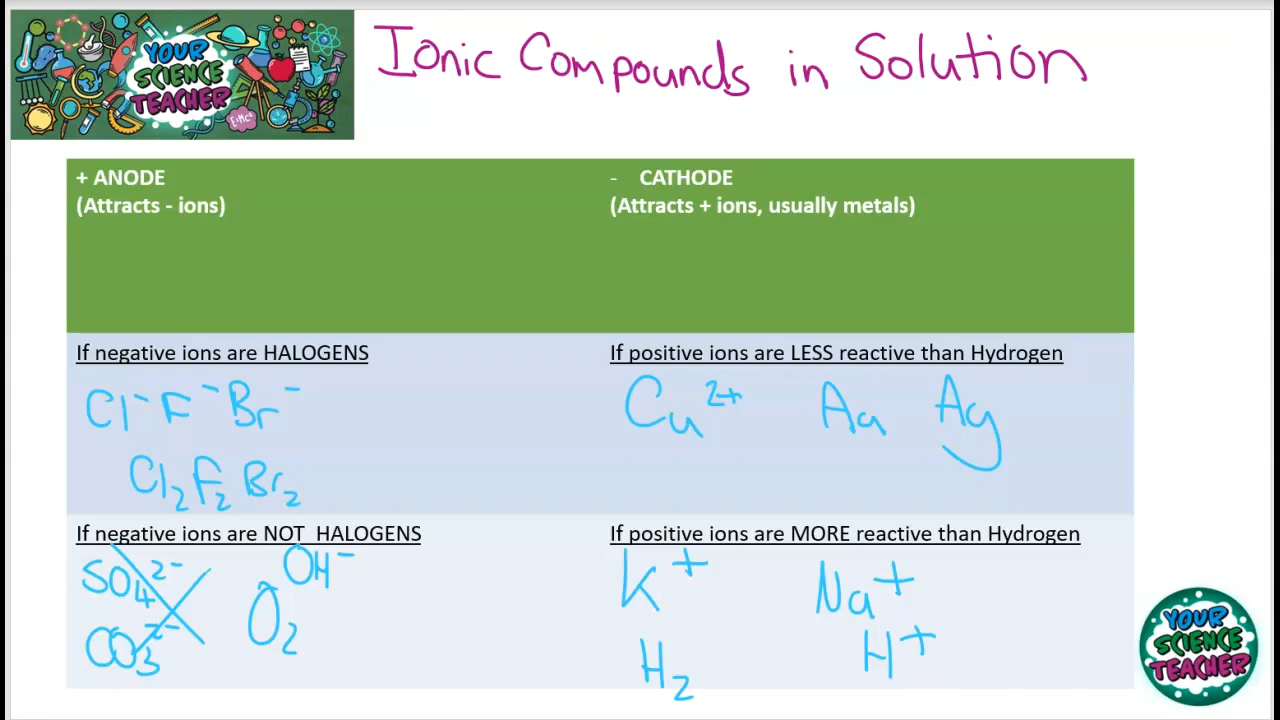 YOUR
SCIENCE
TEACHER
E=MC²
Ionic Compounds in Solution
+ ANODE
(Attracts - ions)
- CATHODE
(Attracts + ions, usually metals)
If negative ions are HALOGENS
Cl⁻ F⁻ Br⁻
Cl₂ F₂ Br₂
If positive ions are LESS reactive than Hydrogen
Cu²⁺ Au Ag
If negative ions are NOT HALOGENS
SO₄²⁻ OH⁻
CO₃²⁻ O₂
If positive ions are MORE reactive than Hydrogen
K⁺ Na⁺
H₂ H⁺
YOUR
SCIENCE
TEACHER